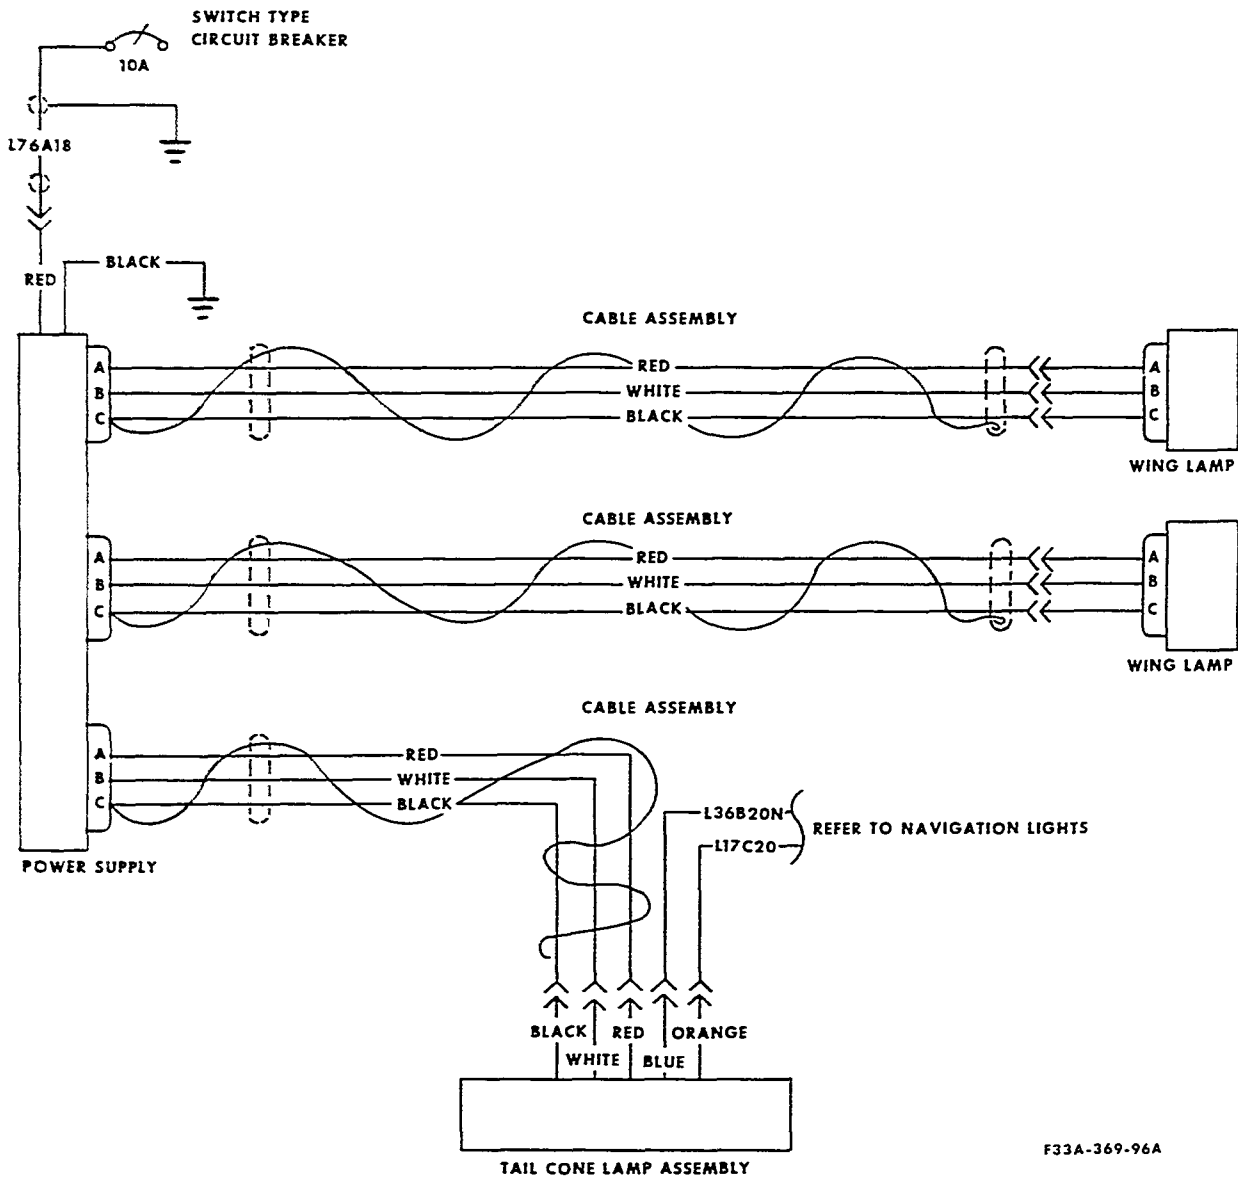 SWITCH TYPE
CIRCUIT BREAKER
10A
L76A18
RED
BLACK
CABLE ASSEMBLY
A RED A
B WHITE B
C BLACK C
WING LAMP
CABLE ASSEMBLY
A RED A
B WHITE B
C BLACK C
WING LAMP
CABLE ASSEMBLY
A RED
B WHITE
C BLACK
L36B20N
REFER TO NAVIGATION LIGHTS
L17C20
POWER SUPPLY
BLACK RED ORANGE
WHITE BLUE
TAIL CONE LAMP ASSEMBLY
F33A-369-96A